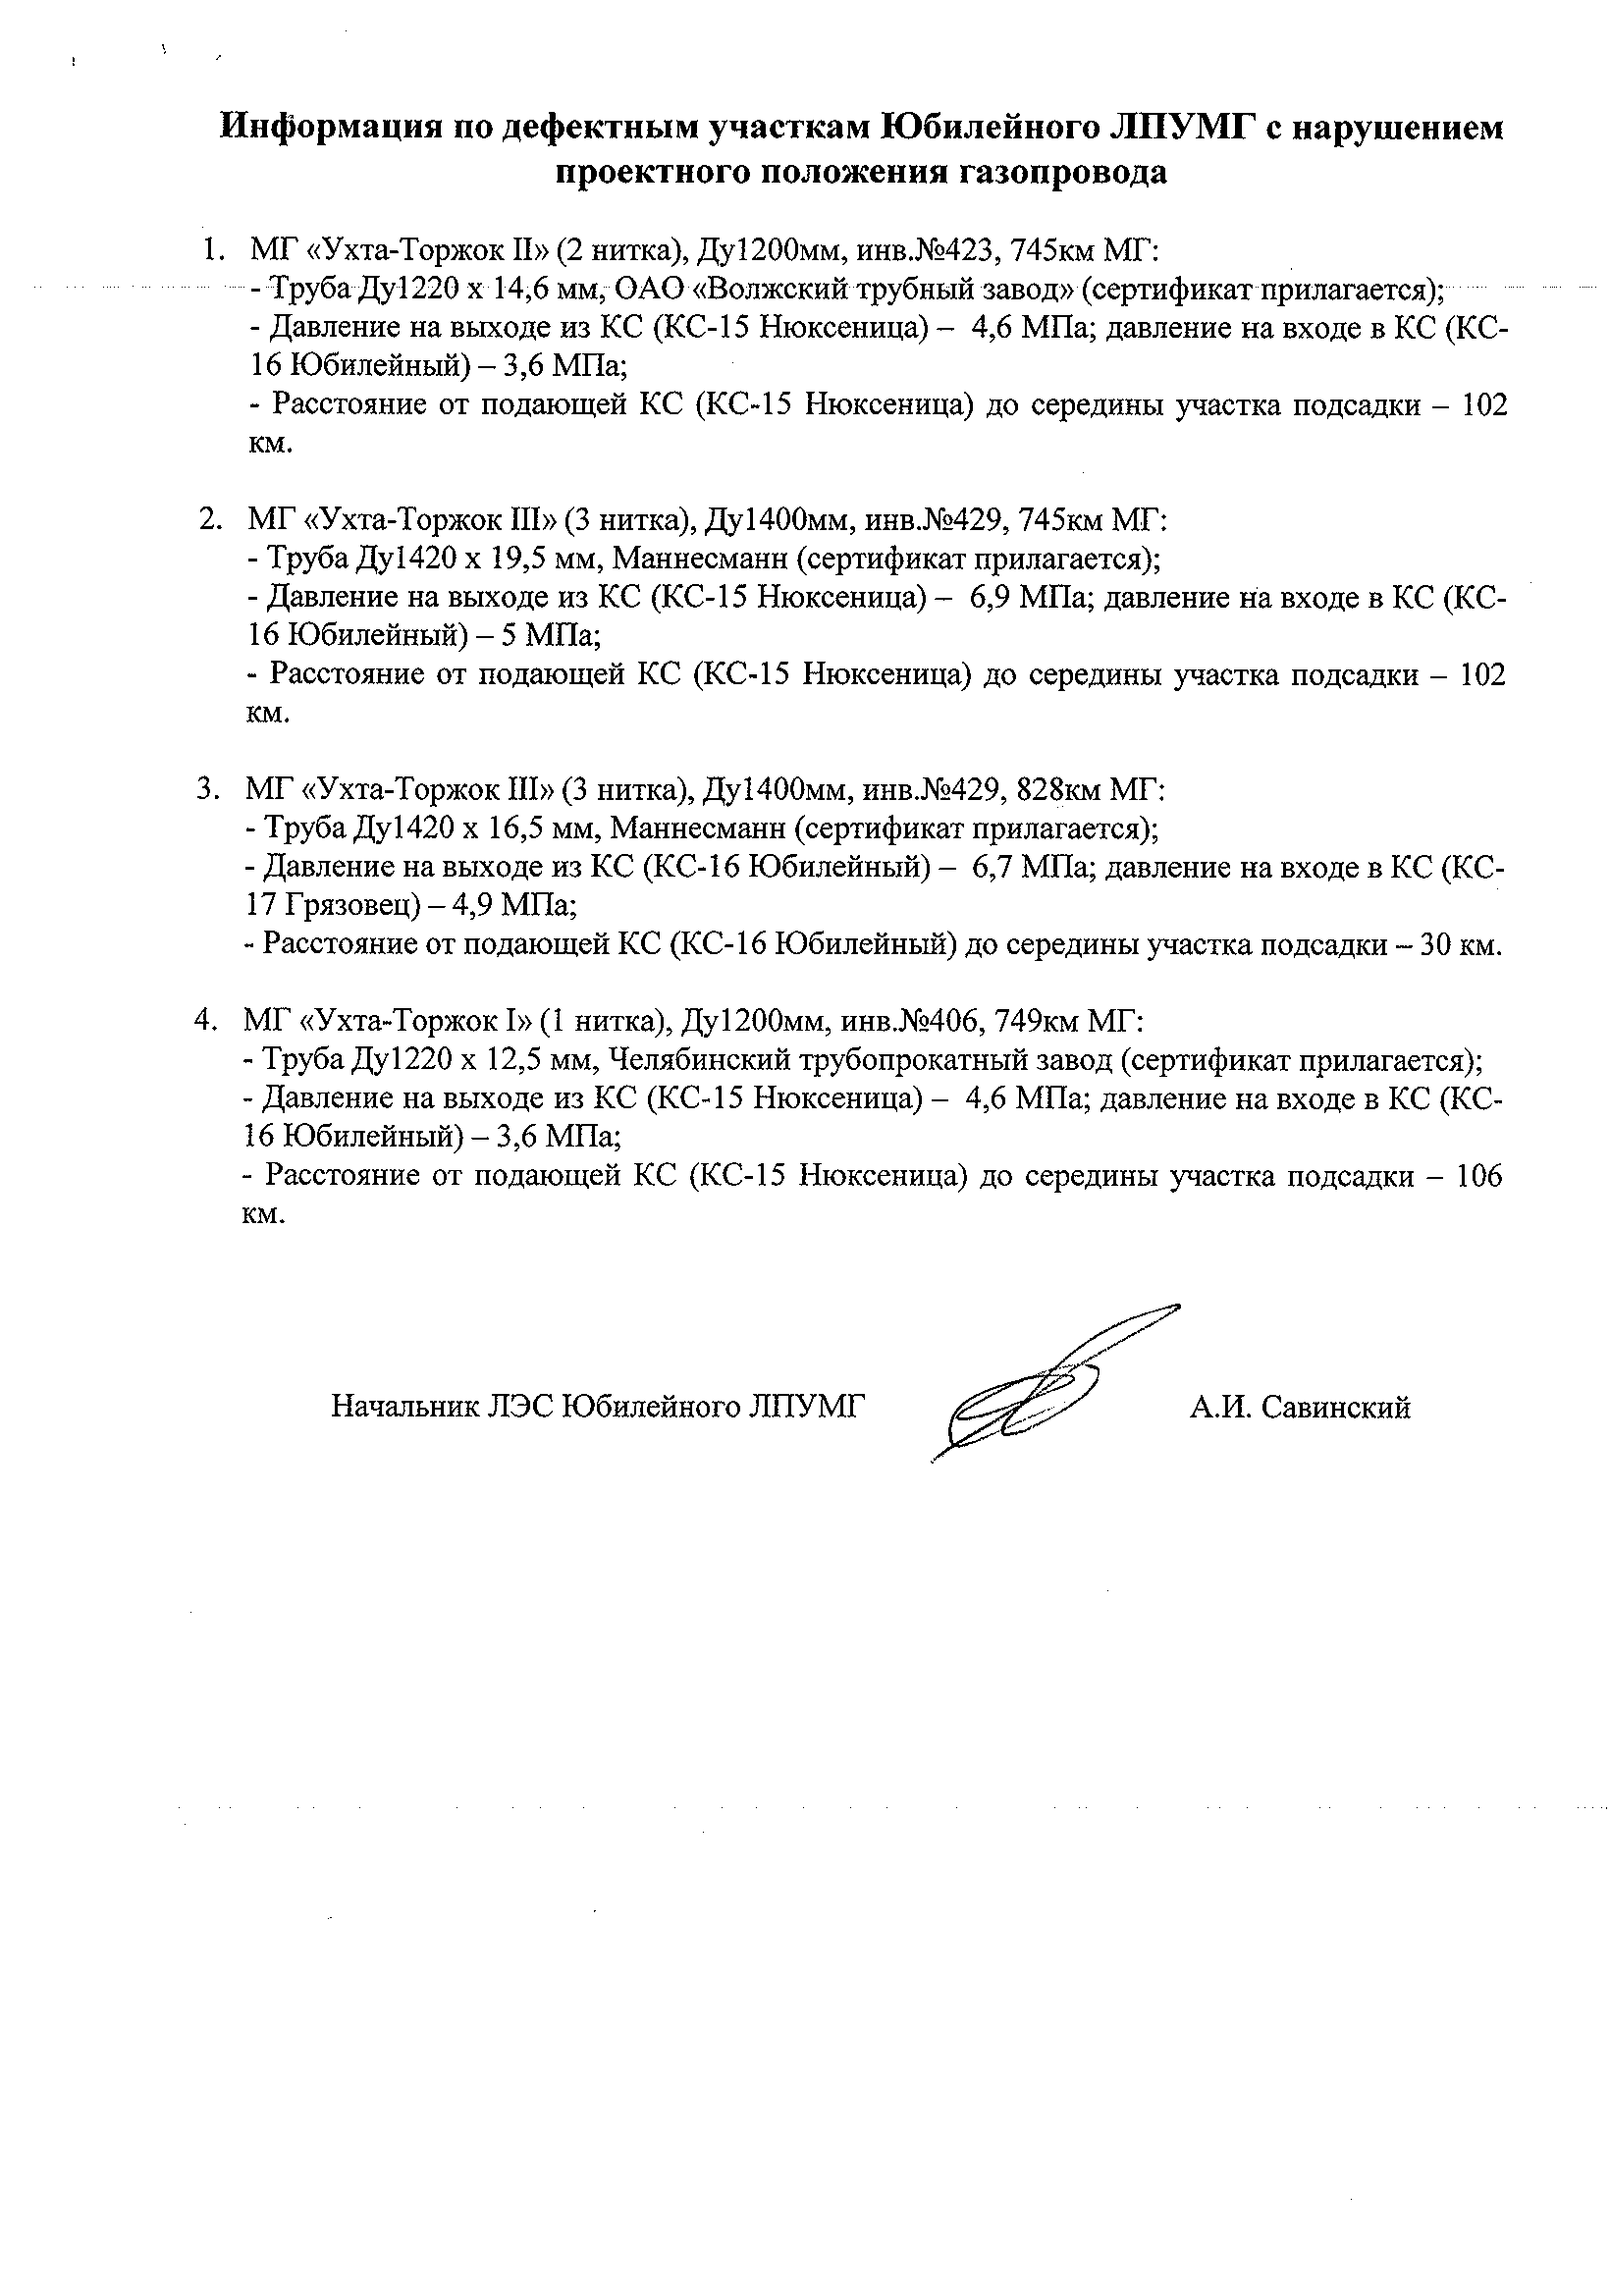 Информация по дефектным участкам Юбилейного ЛПУМГ с нарушением
проектного положения газопровода
1. МГ «Ухта-Торжок II» (2 нитка), Ду1200мм, инв.№423, 745км МГ:
- Труба Ду1220 х 14,6 мм, ОАО «Волжский трубный завод» (сертификат прилагается);
- Давление на выходе из КС (КС-15 Нюксеница) – 4,6 МПа; давление на входе в КС (КС-
16 Юбилейный) – 3,6 МПа;
- Расстояние от подающей КС (КС-15 Нюксеница) до середины участка подсадки – 102
км.
2. МГ «Ухта-Торжок III» (3 нитка), Ду1400мм, инв.№429, 745км МГ:
- Труба Ду1420 х 19,5 мм, Маннесманн (сертификат прилагается);
- Давление на выходе из КС (КС-15 Нюксеница) – 6,9 МПа; давление на входе в КС (КС-
16 Юбилейный) – 5 МПа;
- Расстояние от подающей КС (КС-15 Нюксеница) до середины участка подсадки – 102
км.
3. МГ «Ухта-Торжок III» (3 нитка), Ду1400мм, инв.№429, 828км МГ:
- Труба Ду1420 х 16,5 мм, Маннесманн (сертификат прилагается);
- Давление на выходе из КС (КС-16 Юбилейный) – 6,7 МПа; давление на входе в КС (КС-
17 Грязовец) – 4,9 МПа;
- Расстояние от подающей КС (КС-16 Юбилейный) до середины участка подсадки – 30 км.
4. МГ «Ухта-Торжок I» (1 нитка), Ду1200мм, инв.№406, 749км МГ:
- Труба Ду1220 х 12,5 мм, Челябинский трубопрокатный завод (сертификат прилагается);
- Давление на выходе из КС (КС-15 Нюксеница) – 4,6 МПа; давление на входе в КС (КС-
16 Юбилейный) – 3,6 МПа;
- Расстояние от подающей КС (КС-15 Нюксеница) до середины участка подсадки – 106
км.
Начальник ЛЭС Юбилейного ЛПУМГ А.И. Савинский